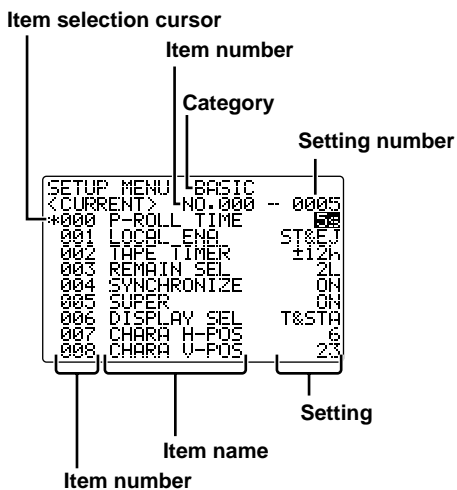 Item selection cursor
Item number
Category
Setting number
SETUP MENU BASIC
<CURRENT> NO.000 -- 0005
*000 P-ROLL TIME 5s
001 LOCAL ENA ST&EJ
002 TAPE TIMER ±12h
003 REMAIN SEL 2L
004 SYNCHRONIZE ON
005 SUPER ON
006 DISPLAY SEL T&STA
007 CHARA H-POS 6
008 CHARA V-POS 23
Setting
Item name
Item number